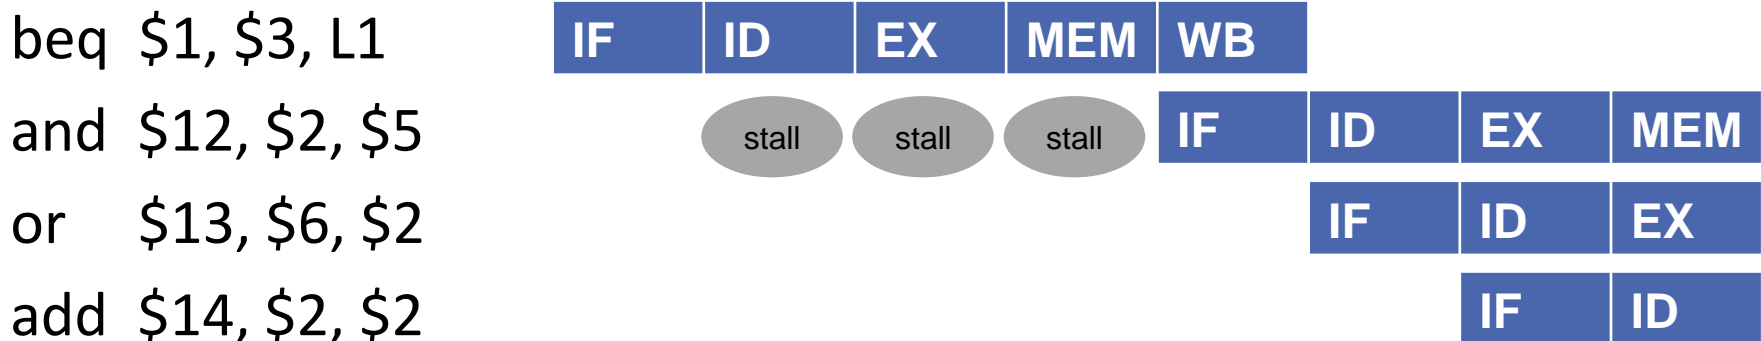 beq $1, $3, L1 IF ID EX MEM WB
and $12, $2, $5 stall stall stall IF ID EX MEM
or $13, $6, $2 IF ID EX
add $14, $2, $2 IF ID